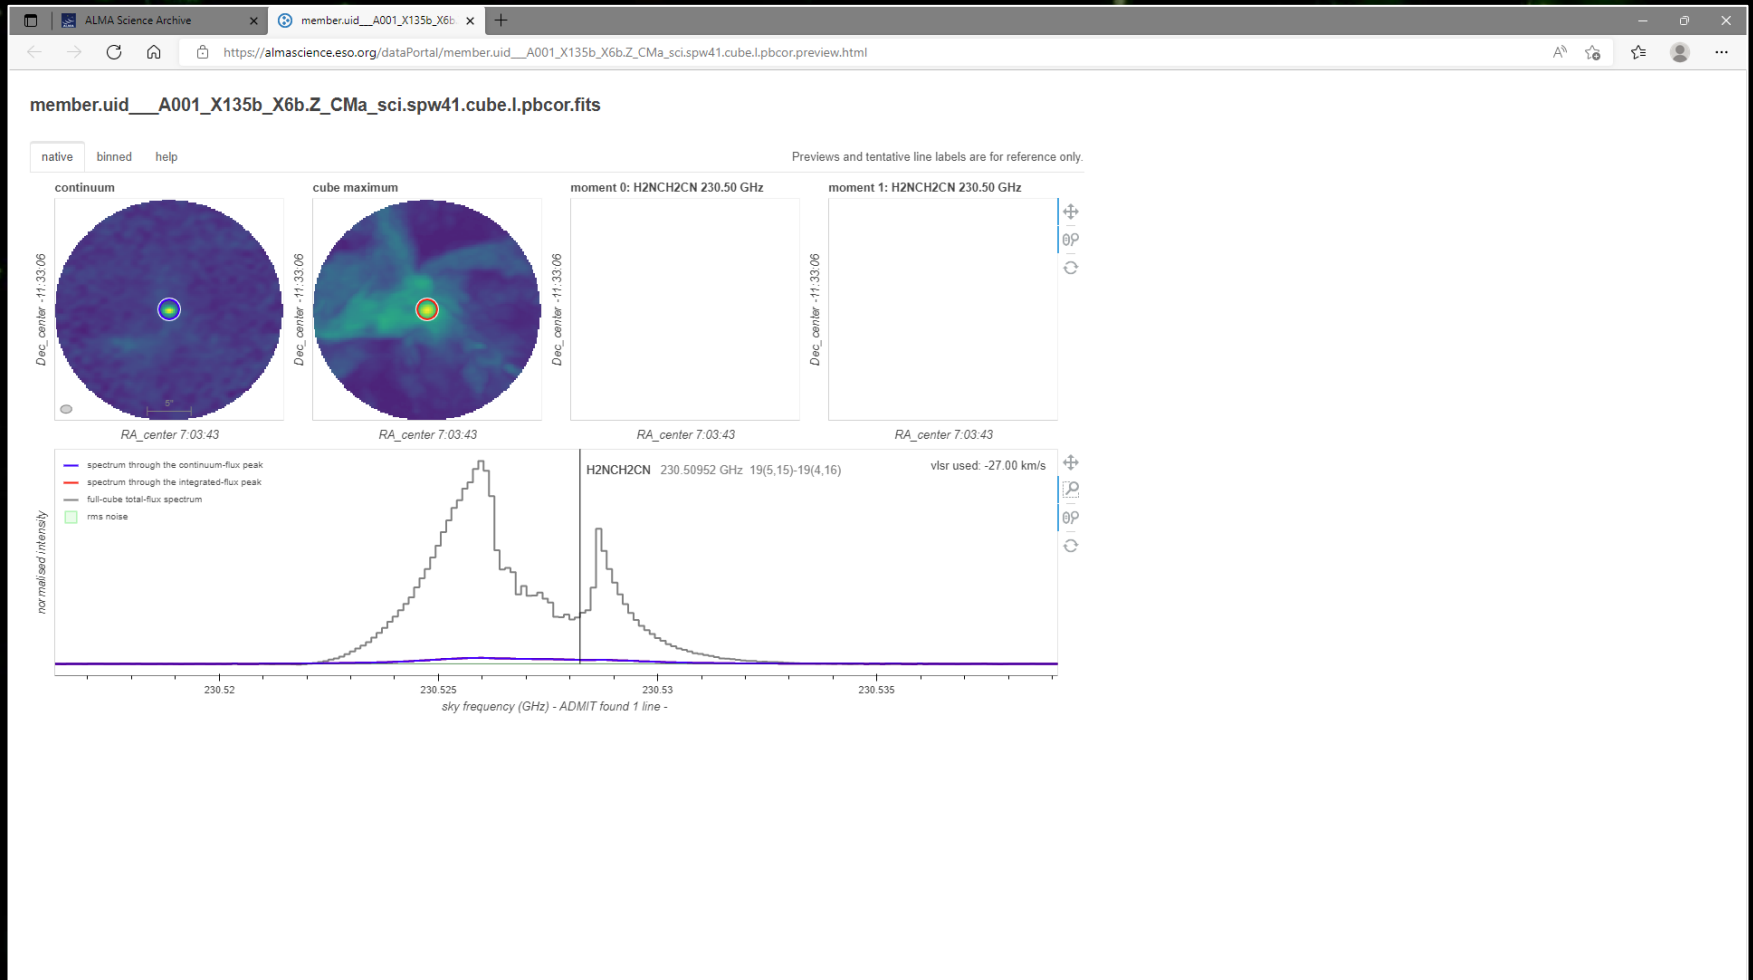 ALMA Science Archive
member.uid___A001_X135b_X6b.
https://almascience.eso.org/dataPortal/member.uid___A001_X135b_X6b.Z_CMa_sci.spw41.cube.I.pbcor.preview.html
member.uid___A001_X135b_X6b.Z_CMa_sci.spw41.cube.I.pbcor.fits
native binned help
Previews and tentative line labels are for reference only.
continuum
cube maximum
moment 0: H2NCH2CN 230.50 GHz
moment 1: H2NCH2CN 230.50 GHz
Dec_center -11:33:06
Dec_center -11:33:06
Dec_center -11:33:06
Dec_center -11:33:06
5"
RA_center 7:03:43
RA_center 7:03:43
RA_center 7:03:43
RA_center 7:03:43
spectrum through the continuum-flux peak
spectrum through the integrated-flux peak
full-cube total-flux spectrum
rms noise
H2NCH2CN 230.50952 GHz 19(5,15)-19(4,16)
vlsr used: -27.00 km/s
normalised intensity
230.52 230.525 230.53 230.535
sky frequency (GHz) - ADMIT found 1 line -